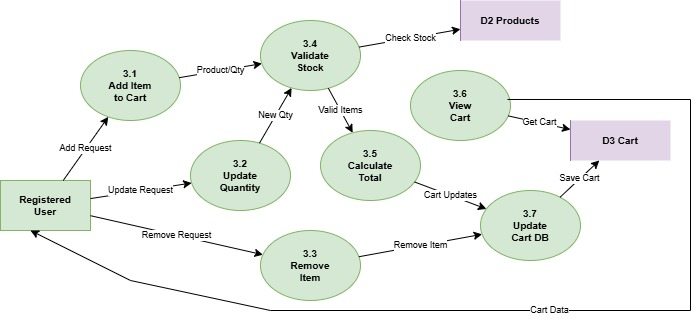 D2 Products
3.4
Validate
Stock
Check Stock
3.1
Add Item
to Cart
Product/Qty
3.6
View
Cart
New Qty
Valid Items
Get Cart
D3 Cart
Add Request
3.2
Update
Quantity
3.5
Calculate
Total
Save Cart
Registered
User
Update Request
Cart Updates
3.7
Update
Cart DB
Remove Request
3.3
Remove
Item
Remove Item
Cart Data